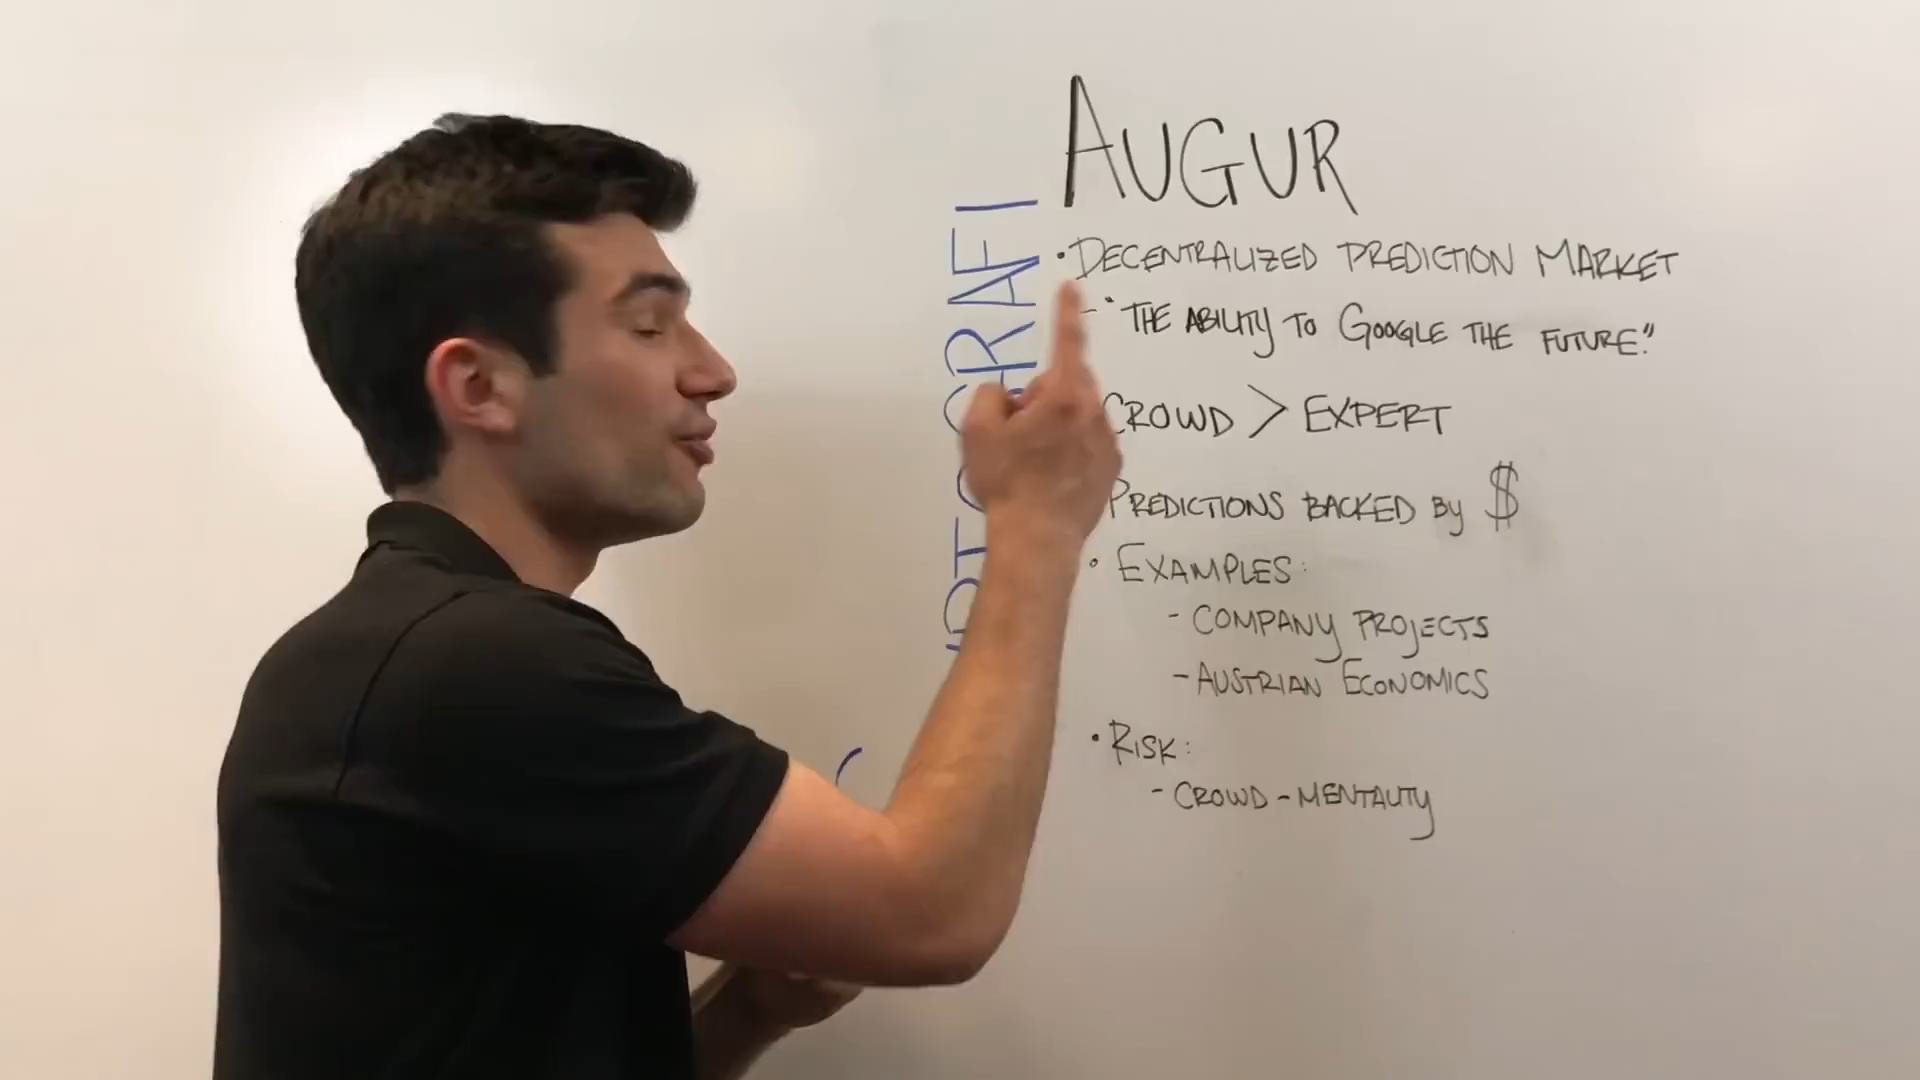 AUGUR
• DECENTRALIZED PREDICTION MARKET
- "THE ABILITY TO GOOGLE THE FUTURE."
CROWD > EXPERT
PREDICTIONS BACKED BY $
• EXAMPLES:
- COMPANY PROJECTS
- AUSTRIAN ECONOMICS
• RISK:
- CROWD-MENTALITY